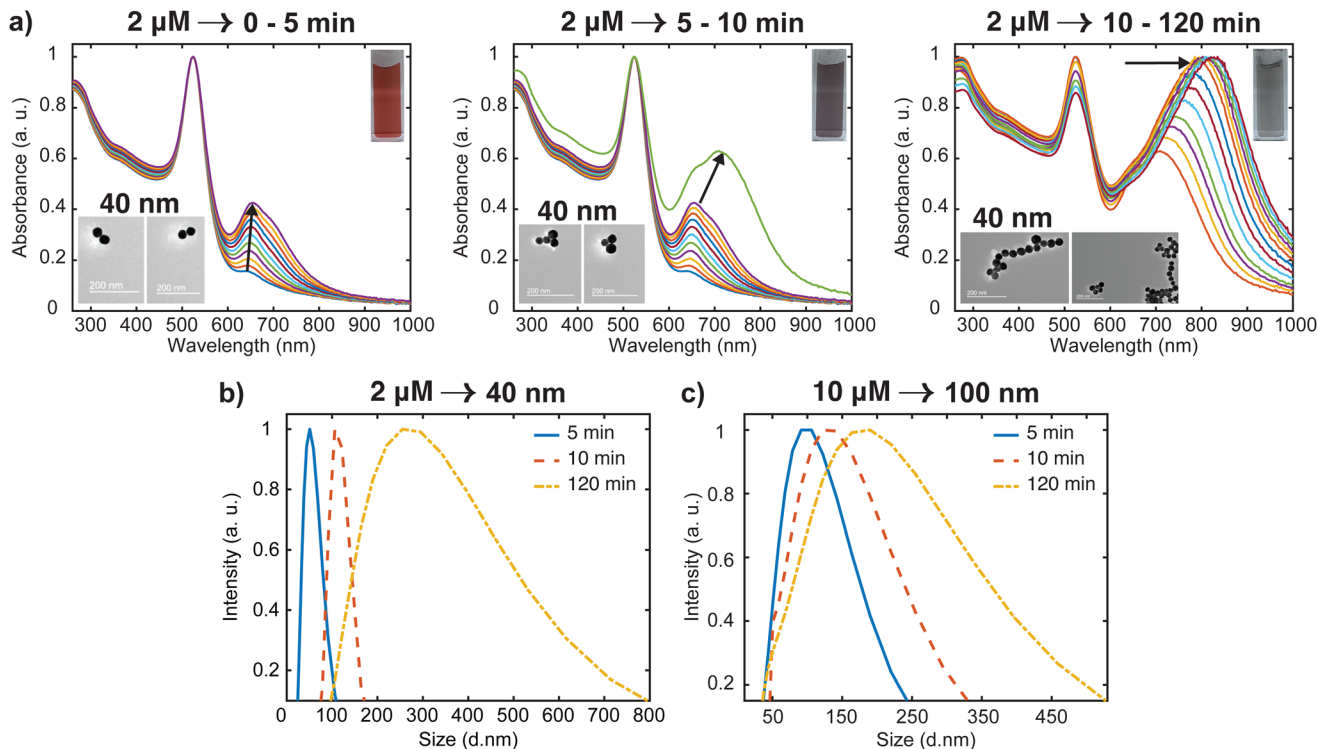 a)
2 µM → 0 - 5 min
2 µM → 5 - 10 min
2 µM → 10 - 120 min
Absorbance (a. u.)
1
0.8
0.6
0.4
0.2
0
40 nm
200 nm
200 nm
300 400 500 600 700 800 900 1000
Wavelength (nm)
Absorbance (a. u.)
1
0.8
0.6
0.4
0.2
0
40 nm
200 nm
200 nm
300 400 500 600 700 800 900 1000
Wavelength (nm)
Absorbance (a. u.)
1
0.8
0.6
0.4
0.2
0
40 nm
200 nm
300 400 500 600 700 800 900 1000
Wavelength (nm)
b)
2 µM → 40 nm
Intensity (a. u.)
1
0.8
0.6
0.4
0.2
5 min
10 min
120 min
0 100 200 300 400 500 600 700 800
Size (d.nm)
c)
10 µM → 100 nm
Intensity (a. u.)
1
0.8
0.6
0.4
0.2
5 min
10 min
120 min
50 150 250 350 450
Size (d.nm)